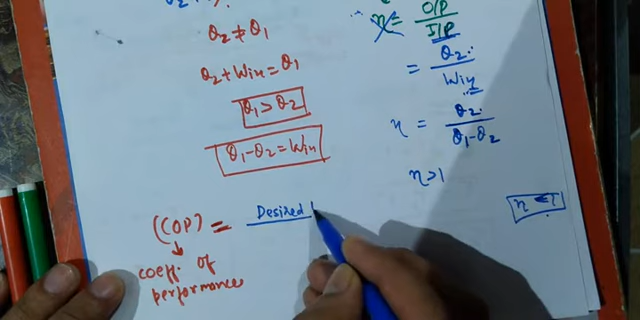 Q₂ ≠ Q₁
Q₂ + Win = Q₁
Q₁ > Q₂
Q₁ - Q₂ = Win
(COP) =
Desired
coeff. of
performance
η = O/P / I/P
= Q₂ / Win
η = Q₂ / Q₁-Q₂
η > 1